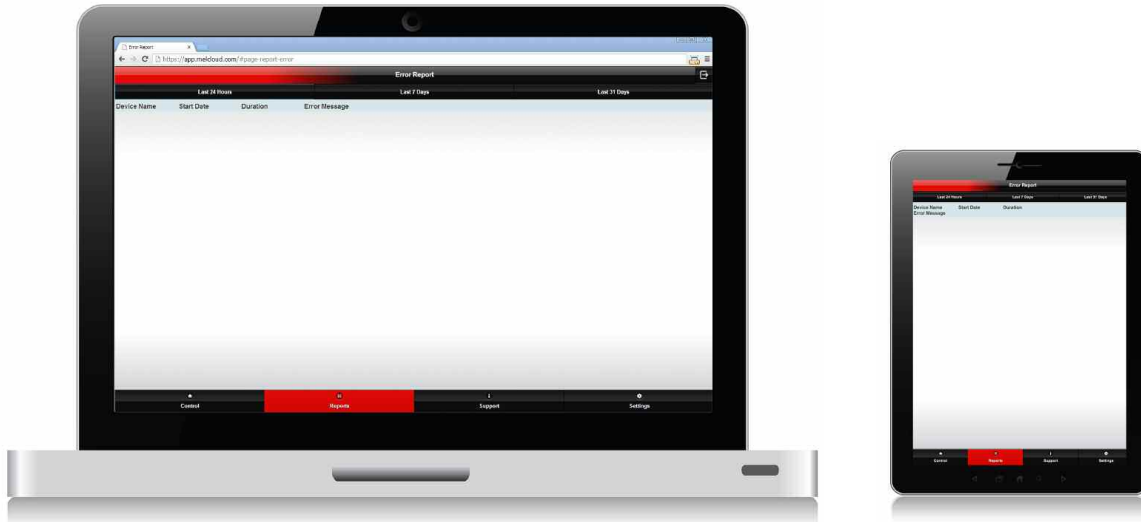 Error Report
https://app.melcloud.com/#page-report-error
Error Report
Last 24 Hours Last 7 Days Last 31 Days
Device Name Start Date Duration Error Message
Control Reports Support Settings
Error Report
Last 24 Hours Last 7 Days Last 31 Days
Device Name Start Date Duration
Error Message
Control Reports Support Settings